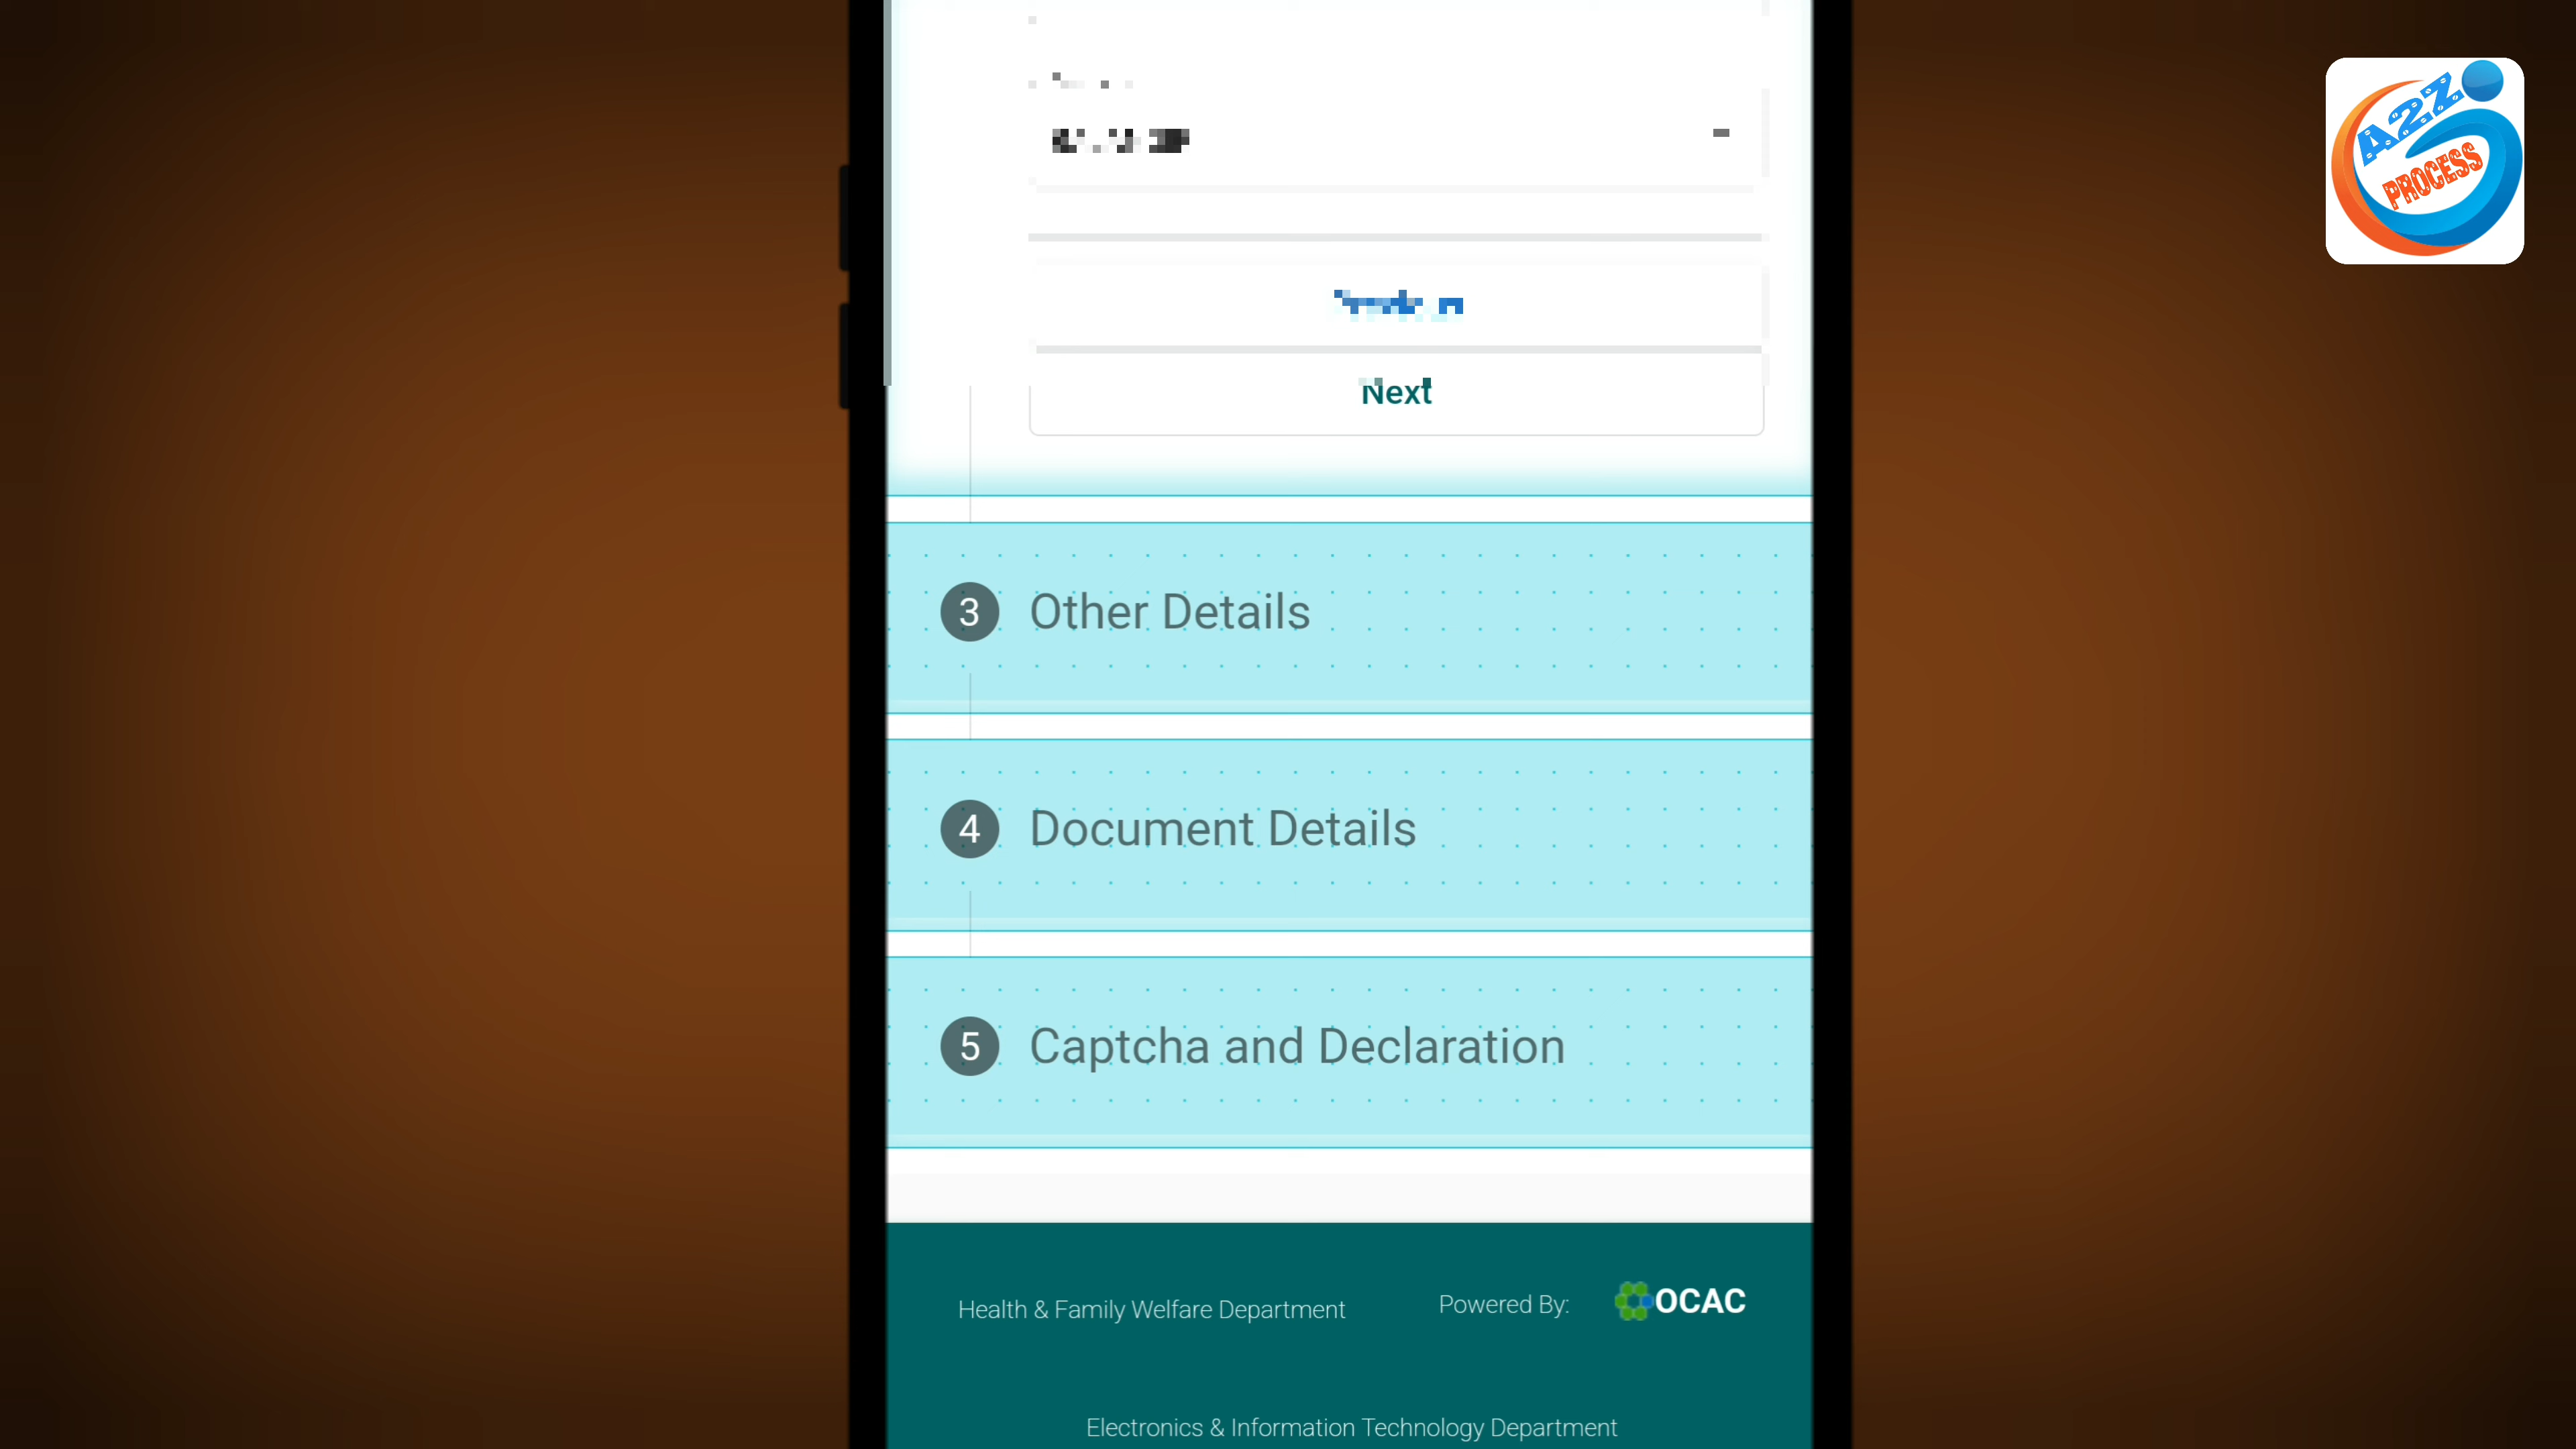 A2Z
PROCESS
Next
3 Other Details
4 Document Details
5 Captcha and Declaration
Health & Family Welfare Department
Powered By: OCAC
Electronics & Information Technology Department